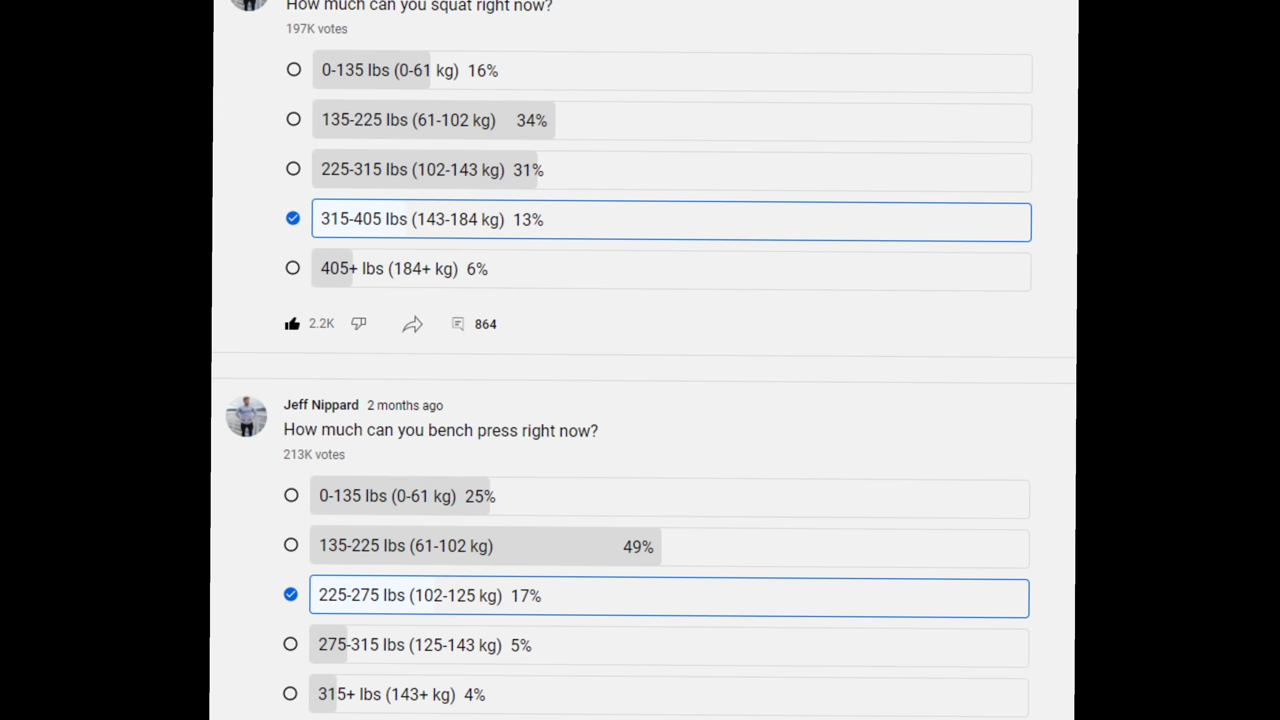 How much can you squat right now?
197K votes
0-135 lbs (0-61 kg) 16%
135-225 lbs (61-102 kg) 34%
225-315 lbs (102-143 kg) 31%
315-405 lbs (143-184 kg) 13%
405+ lbs (184+ kg) 6%
2.2K 864
Jeff Nippard 2 months ago
How much can you bench press right now?
213K votes
0-135 lbs (0-61 kg) 25%
135-225 lbs (61-102 kg) 49%
225-275 lbs (102-125 kg) 17%
275-315 lbs (125-143 kg) 5%
315+ lbs (143+ kg) 4%